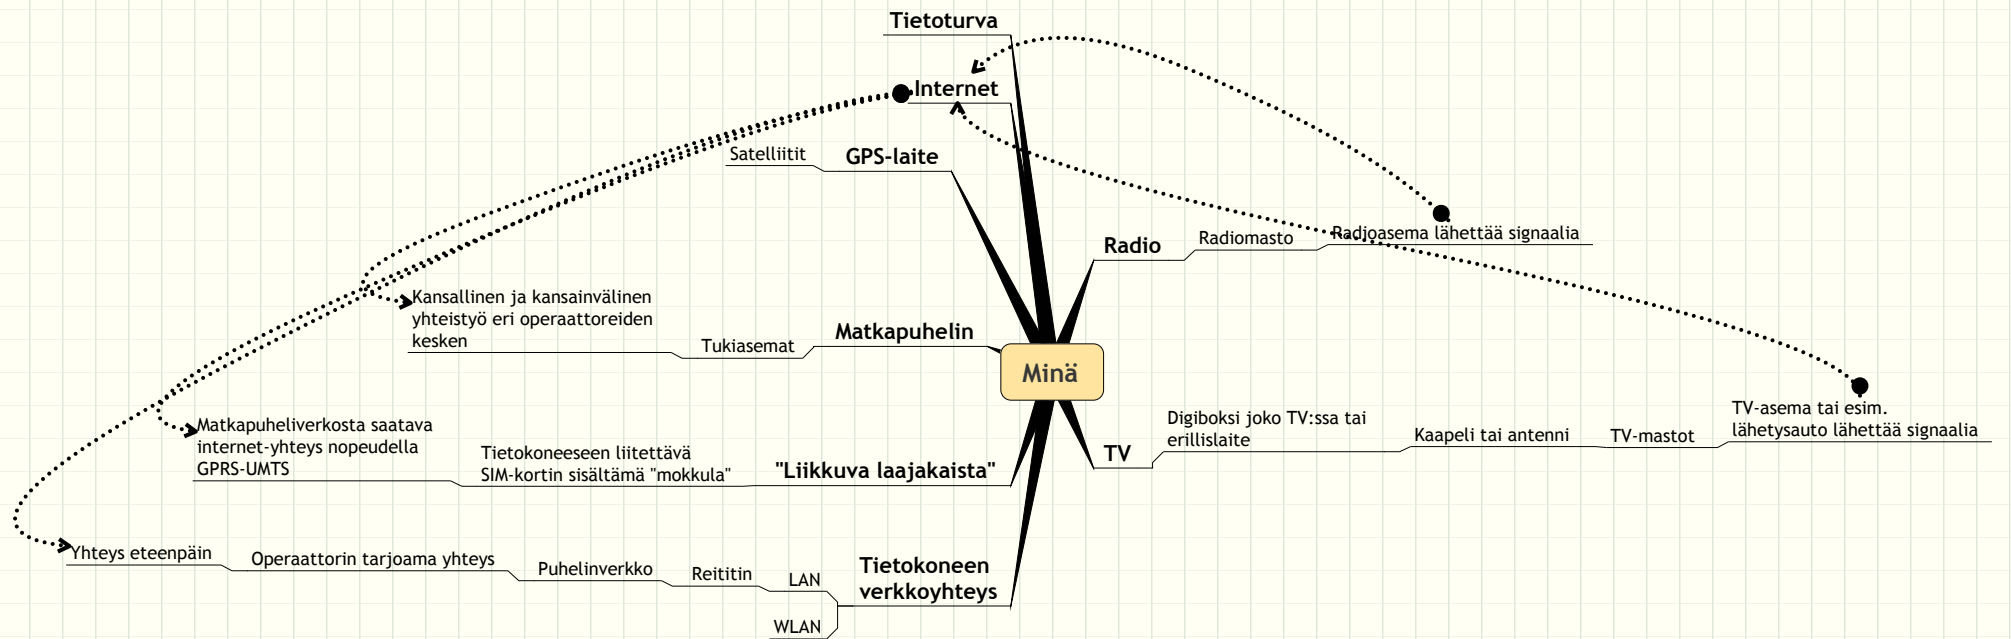 Tietoturva
Internet
GPS-laite
Satelliitit
Radio
Radiomasto
Radioasema lähettää signaalia
Kansallinen ja kansainvälinen
yhteistyö eri operaattoreiden
kesken
Tukiasemat
Matkapuhelin
Minä
TV
Digiboksi joko TV:ssa tai
erillislaite
Kaapeli tai antenni
TV-mastot
TV-asema tai esim.
lähetysauto lähettää signaalia
Matkapuheliverkosta saatava
internet-yhteys nopeudella
GPRS-UMTS
Tietokoneeseen liitettävä
SIM-kortin sisältämä "mokkula"
"Liikkuva laajakaista"
Yhteys eteenpäin
Operaattorin tarjoama yhteys
Puhelinverkko
Reititin
LAN
WLAN
Tietokoneen
verkkoyhteys